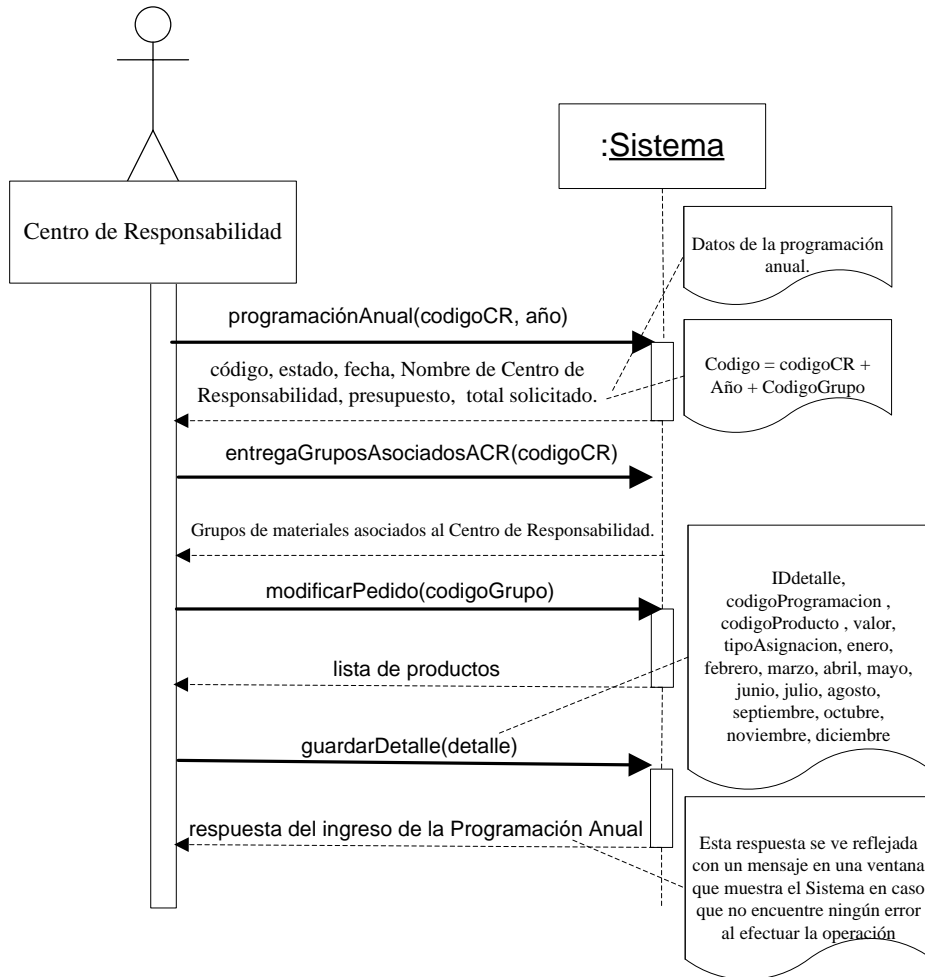 :Sistema
Centro de Responsabilidad
Datos de la programación
anual.
programaciónAnual(codigoCR, año)
código, estado, fecha, Nombre de Centro de
Responsabilidad, presupuesto, total solicitado.
Codigo = codigoCR +
Año + CodigoGrupo
entregaGruposAsociadosACR(codigoCR)
Grupos de materiales asociados al Centro de Responsabilidad.
modificarPedido(codigoGrupo)
lista de productos
IDdetalle,
codigoProgramacion ,
codigoProducto , valor,
tipoAsignacion, enero,
febrero, marzo, abril, mayo,
junio, julio, agosto,
septiembre, octubre,
noviembre, diciembre
guardarDetalle(detalle)
respuesta del ingreso de la Programación Anual
Esta respuesta se ve reflejada
con un mensaje en una ventana
que muestra el Sistema en caso
que no encuentre ningún error
al efectuar la operación